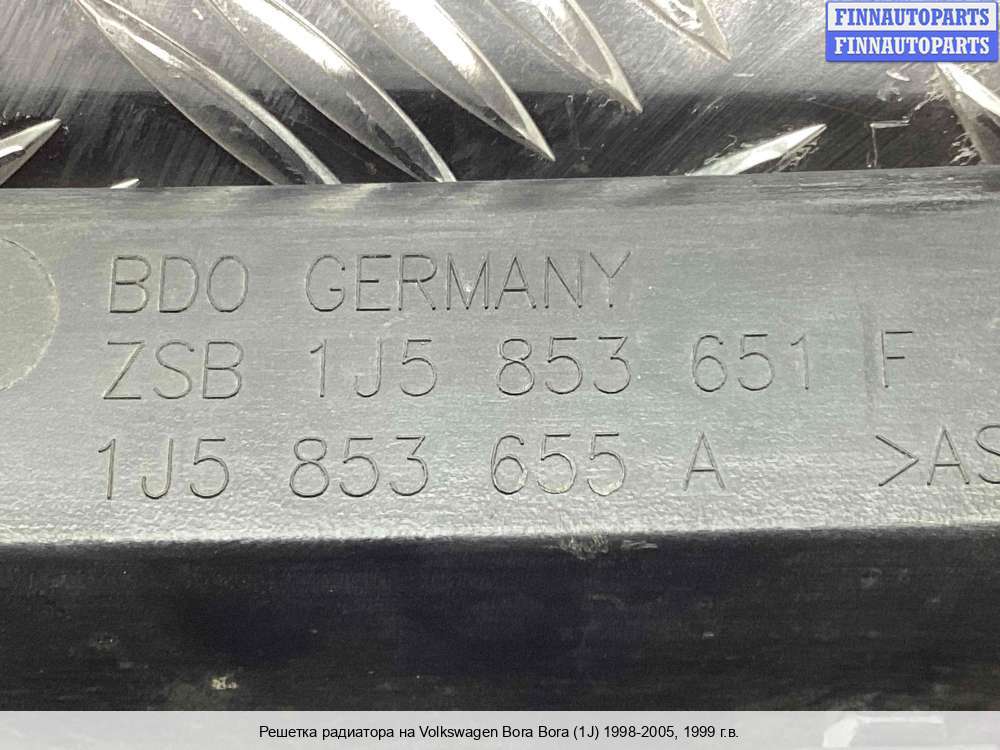 FINNAUTOPARTS
FINNAUTOPARTS
BDO GERMANY
ZSB 1J5 853 651 F
1J5 853 655 A >AS
Решетка радиатора на Volkswagen Bora Bora (1J) 1998-2005, 1999 г.в.